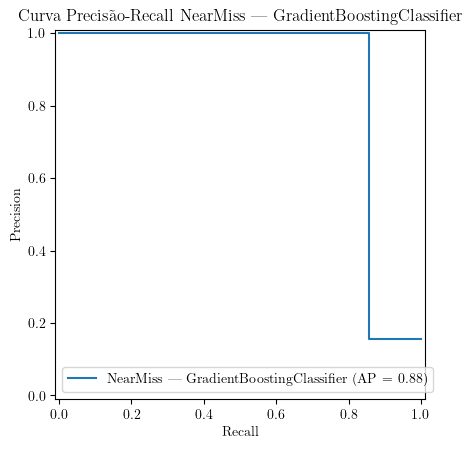 Curva Precisão-Recall NearMiss — GradientBoostingClassifier
1.0
0.8
0.6
0.4
0.2
0.0
Precision
NearMiss — GradientBoostingClassifier (AP = 0.88)
0.0 0.2 0.4 0.6 0.8 1.0
Recall